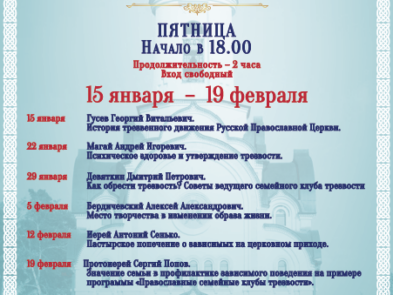 ПЯТНИЦА
Начало в 18.00
Продолжительность – 2 часа
Вход свободный
15 января – 19 февраля
15 января Гусев Георгий Витальевич.
История трезвенного движения Русской Православной Церкви.
22 января Магай Андрей Игоревич.
Психическое здоровье и утверждение трезвости.
29 января Девяткин Дмитрий Петрович.
Как обрести трезвость? Советы ведущего семейного клуба трезвости
5 февраля Бердичевский Алексей Александрович.
Место творчества в изменении образа жизни.
12 февраля Иерей Антоний Сенько.
Пастырское попечение о зависимых на церковном приходе.
19 февраля Протоиерей Сергий Попов.
Значение семьи в профилактике зависимого поведения на примере
программы «Православные семейные клубы трезвости».